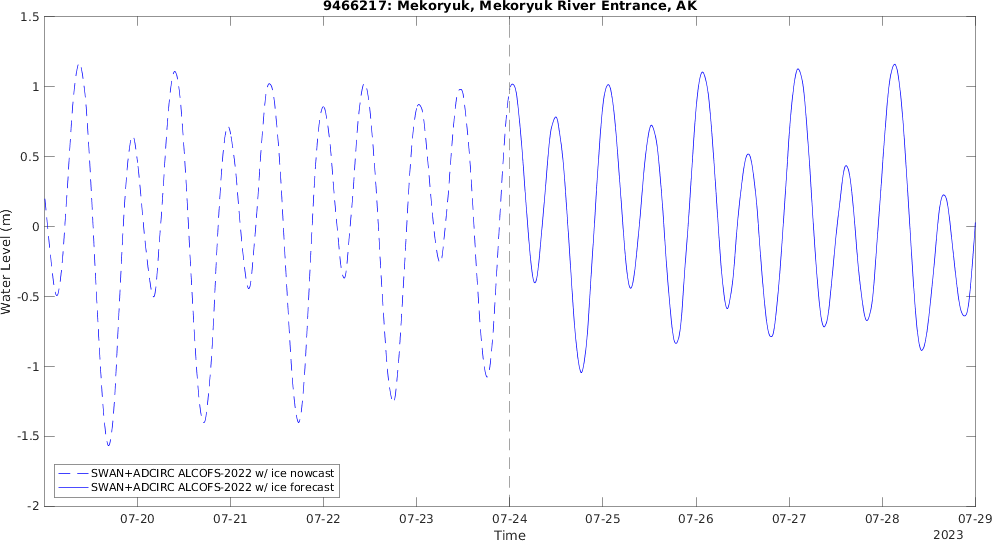 9466217: Mekoryuk, Mekoryuk River Entrance, AK
1.5
1
0.5
0
-0.5
-1
-1.5
-2
Water Level (m)
SWAN+ADCIRC ALCOFS-2022 w/ ice nowcast
SWAN+ADCIRC ALCOFS-2022 w/ ice forecast
07-20 07-21 07-22 07-23 07-24 07-25 07-26 07-27 07-28 07-29
Time
2023